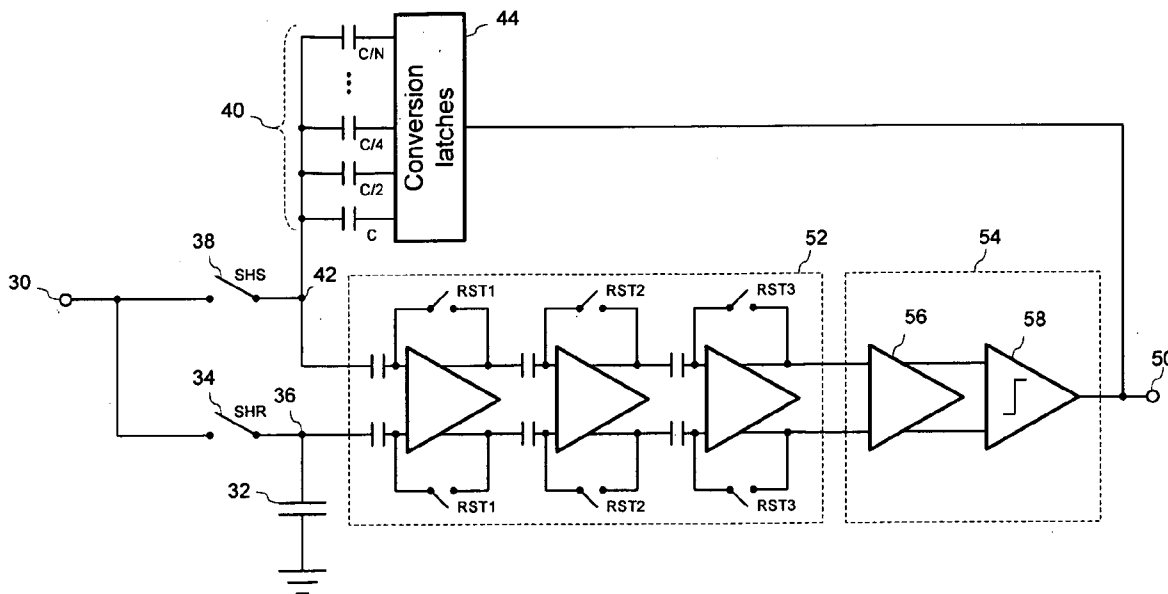 44
C/N
40
C/4
C/2
C
Conversion
latches
38
SHS
42
30
52
54
RST1
RST2
RST3
56
58
50
34
SHR
36
32
RST1
RST2
RST3